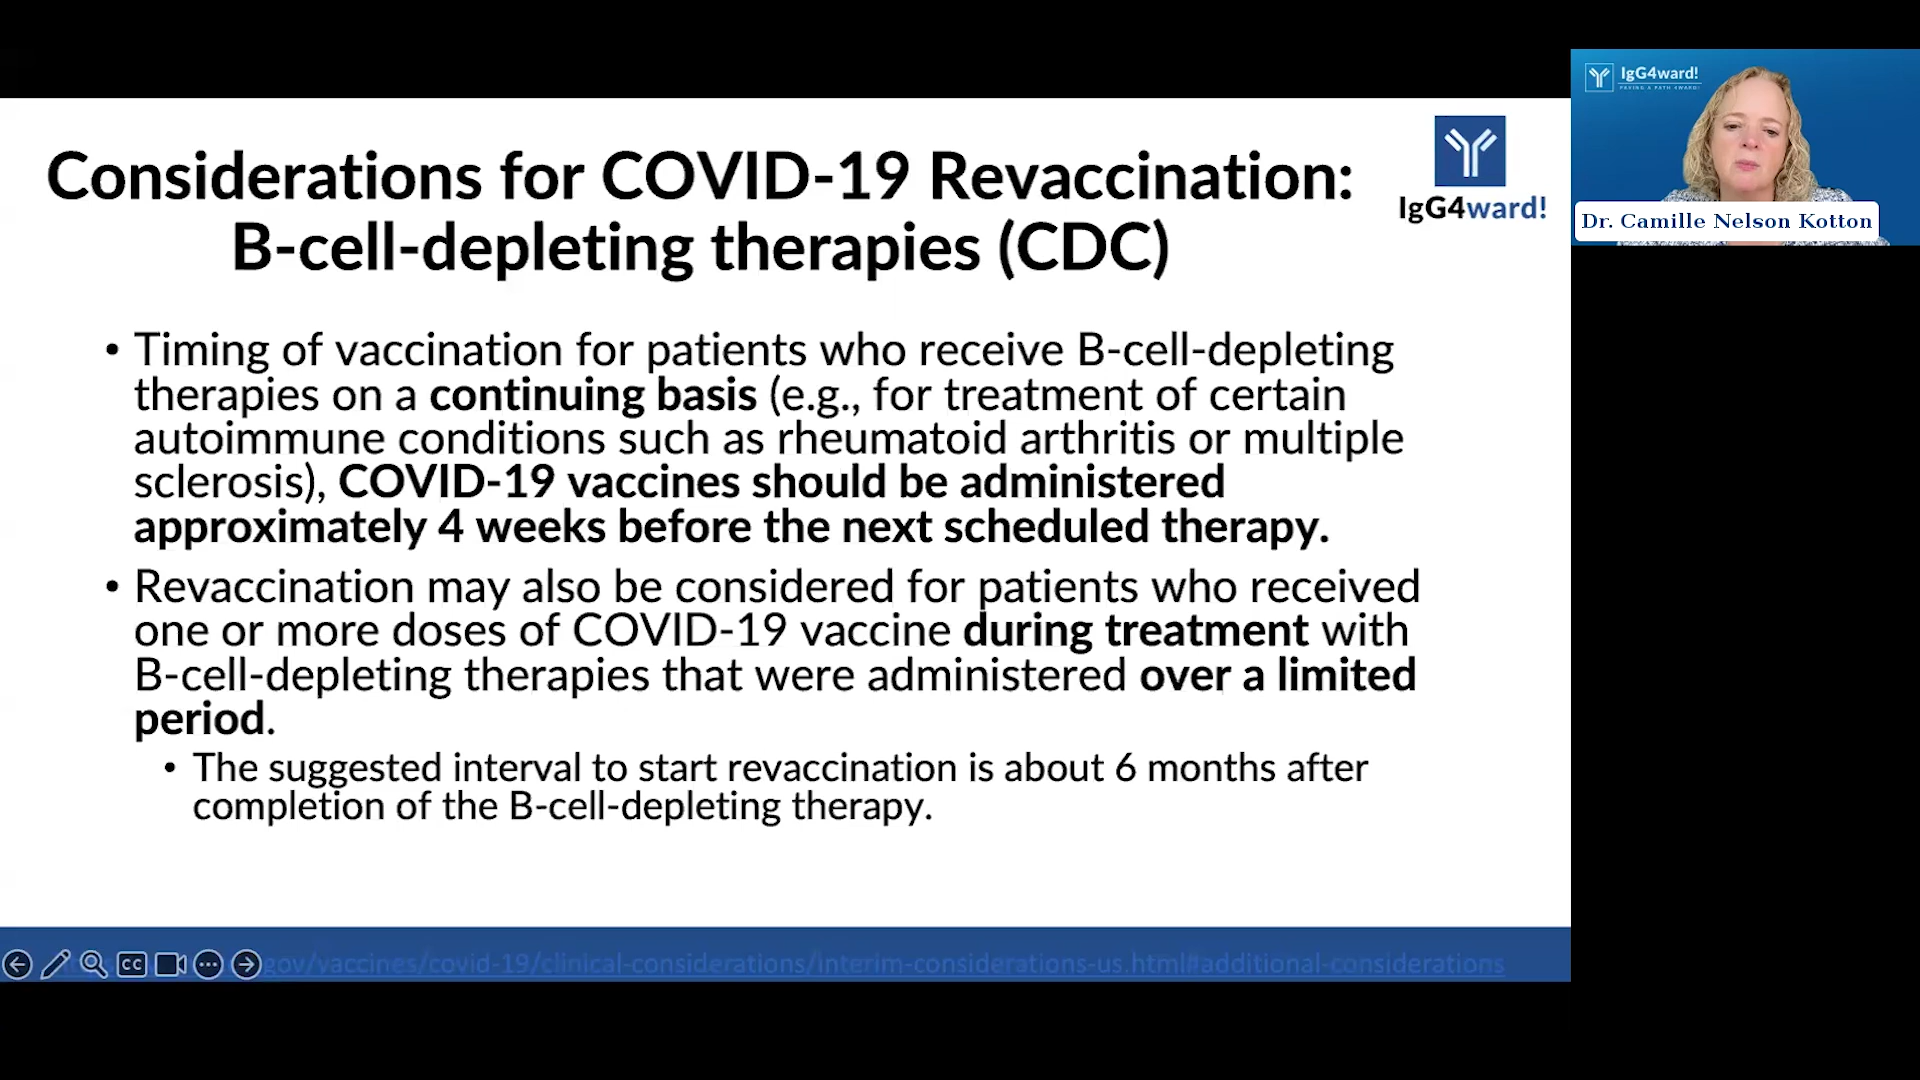 Considerations for COVID-19 Revaccination:
B-cell-depleting therapies (CDC)
IgG4ward!
• Timing of vaccination for patients who receive B-cell-depleting
therapies on a continuing basis (e.g., for treatment of certain
autoimmune conditions such as rheumatoid arthritis or multiple
sclerosis), COVID-19 vaccines should be administered
approximately 4 weeks before the next scheduled therapy.
• Revaccination may also be considered for patients who received
one or more doses of COVID-19 vaccine during treatment with
B-cell-depleting therapies that were administered over a limited
period.
• The suggested interval to start revaccination is about 6 months after
completion of the B-cell-depleting therapy.
CC
gov/vaccines/covid-19/clinical-considerations/interim-considerations-us.html#additional-considerations
IgG4ward!
PAVING A PATH 4WARD!
Dr. Camille Nelson Kotton